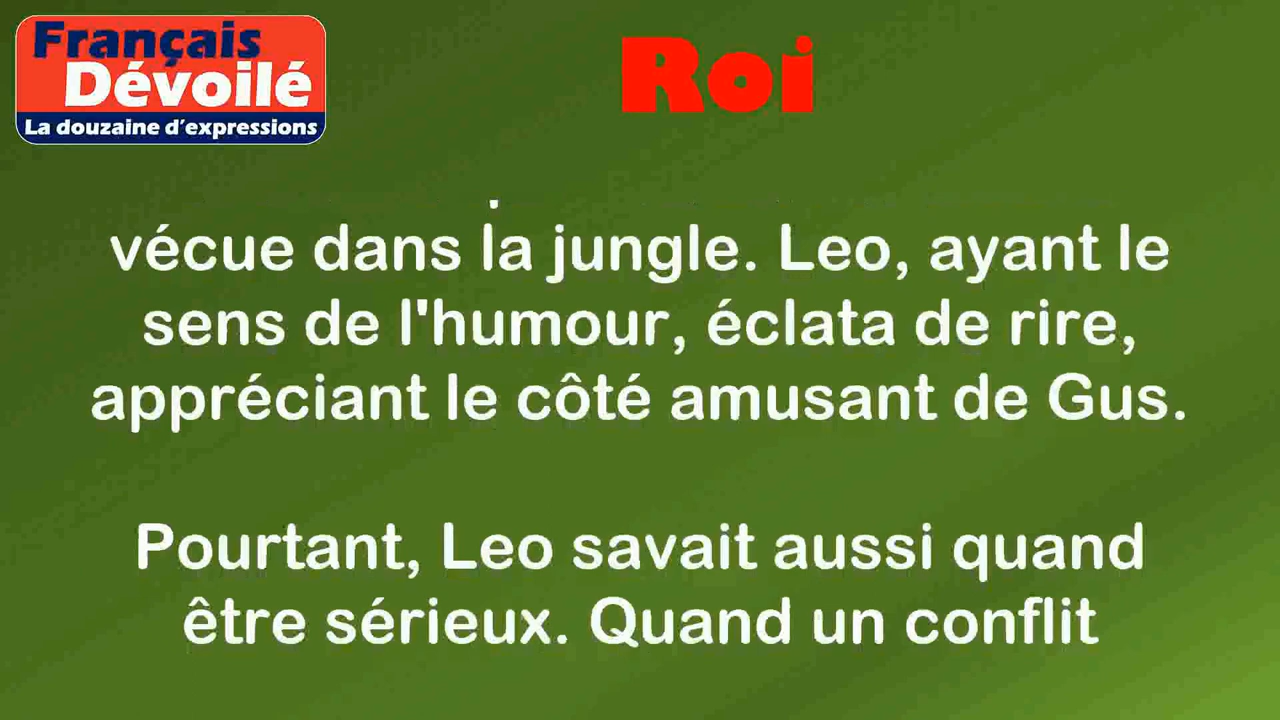 Français
Dévoilé
La douzaine d'expressions
Roi
vécue dans la jungle. Leo, ayant le
sens de l'humour, éclata de rire,
appréciant le côté amusant de Gus.
Pourtant, Leo savait aussi quand
être sérieux. Quand un conflit